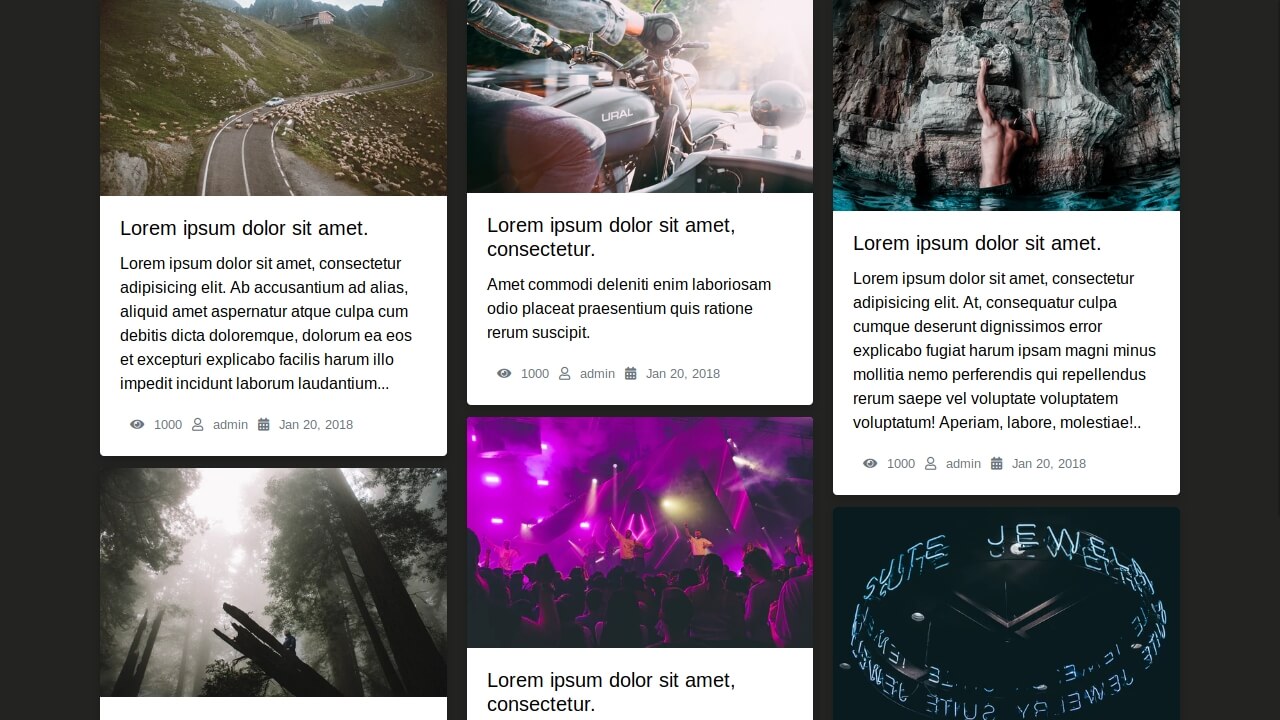 Lorem ipsum dolor sit amet.
Lorem ipsum dolor sit amet, consectetur
adipisicing elit. Ab accusantium ad alias,
aliquid amet aspernatur atque culpa cum
debitis dicta doloremque, dolorum ea eos
et excepturi explicabo facilis harum illo
impedit incidunt laborum laudantium...
1000 admin Jan 20, 2018
URAL
Lorem ipsum dolor sit amet,
consectetur.
Amet commodi deleniti enim laboriosam
odio placeat praesentium quis ratione
rerum suscipit.
1000 admin Jan 20, 2018
Lorem ipsum dolor sit amet,
consectetur.
Lorem ipsum dolor sit amet.
Lorem ipsum dolor sit amet, consectetur
adipisicing elit. At, consequatur culpa
cumque deserunt dignissimos error
explicabo fugiat harum ipsam magni minus
mollitia nemo perferendis qui repellendus
rerum saepe vel voluptate voluptatem
voluptatum! Aperiam, labore, molestiae!..
1000 admin Jan 20, 2018
SUITE JEWELRY
JEWELRY SUITE